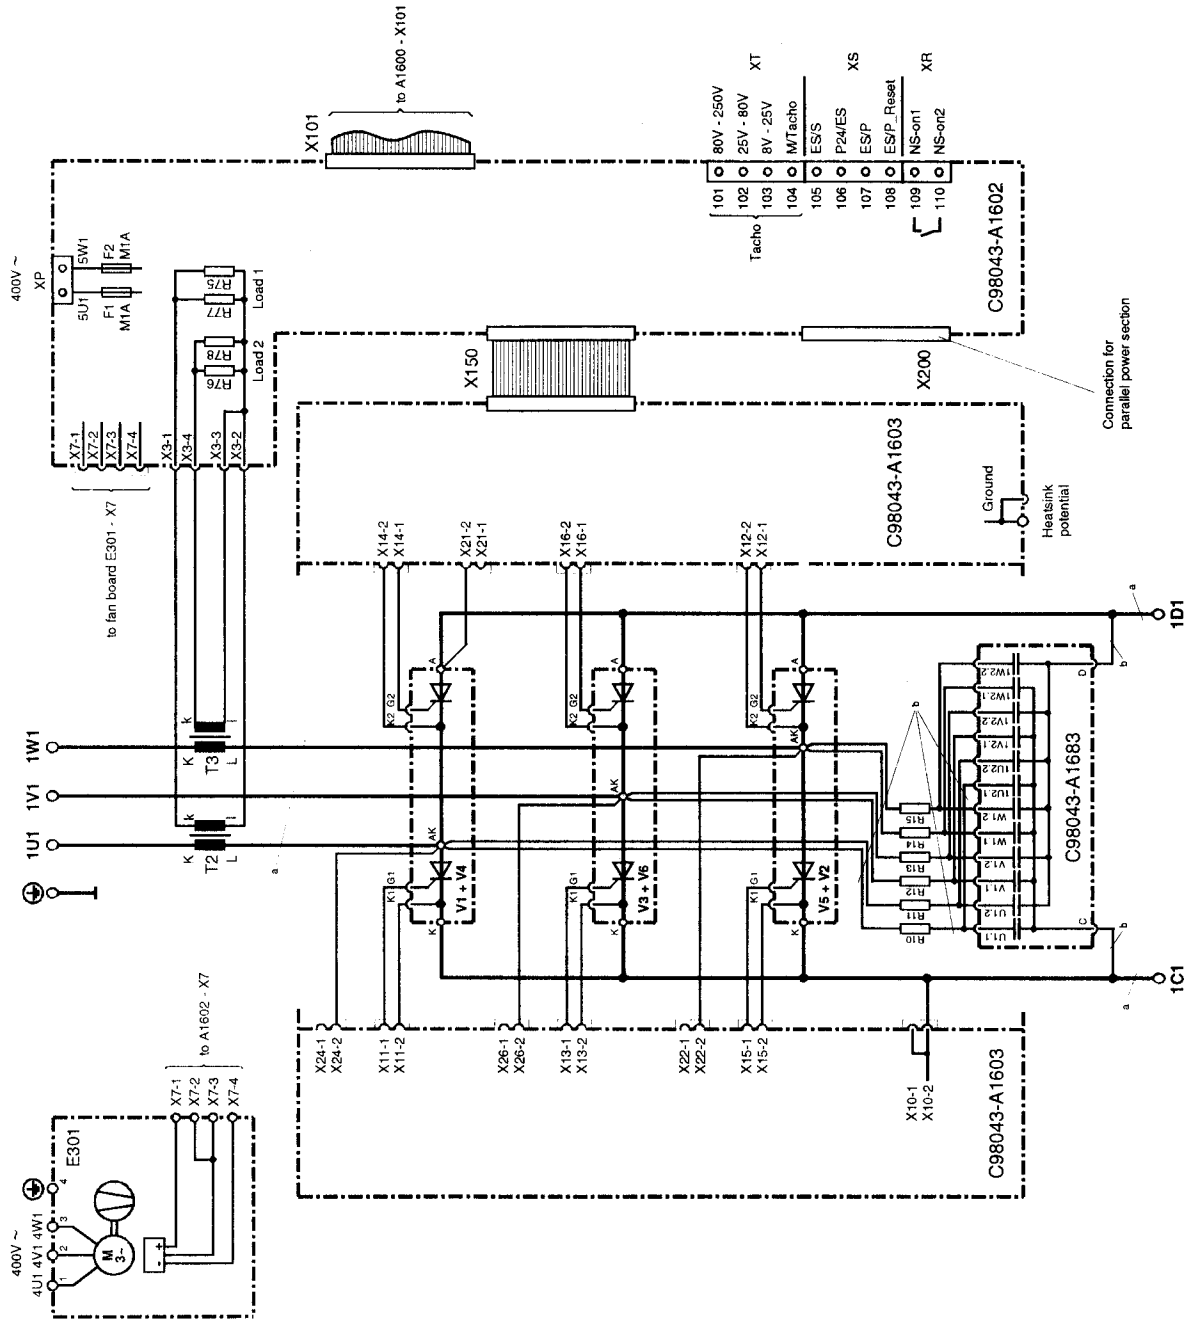 400V ~
XP
5U1
5W1
F1
M1A
F2
M1A
X101
to A1600 - X101
X7-1
X7-2
X7-3
X7-4
to fan board E301 - X7
X3-1
X3-4
X3-3
X3-2
R75
R77
Load 1
R78
R76
Load 2
101
102
103
104
105
106
107
108
109
110
80V - 250V
25V - 80V
8V - 25V
M/Tacho
ES/S
P24/ES
ES/P
ES/P_Reset
NS-on1
NS-on2
XT
XS
XR
Tacho
C98043-A1602
X150
X200
Connection for
parallel power section
C98043-A1603
Ground
Heatsink
potential
X14-2
X14-1
X21-2
X21-1
X16-2
X16-1
X12-2
X12-1
1W1
1V1
1U1
K
T3
L
k
l
K
T2
L
k
l
a
A
K2
G2
AK
K1
G1
K
V1 + V4
A
K2
G2
AK
K1
G1
K
V3 + V6
A
K2
G2
AK
K1
G1
K
V5 + V2
1D1
a
b
1C1
a
b
b
R15
R14
R13
R12
R11
R10
1W2.2
1W2.1
1V2.2
1V2.1
1U2.2
1U2.1
W1.2
W1.1
V1.2
V1.1
U1.2
U1.1
D
C
C98043-A1683
X24-1
X24-2
X11-1
X11-2
X26-1
X26-2
X13-1
X13-2
X22-1
X22-2
X15-1
X15-2
X10-1
X10-2
C98043-A1603
400V ~
4U1
4V1
4W1
1
2
3
4
E301
M
3~
+
-
X7-1
X7-2
X7-3
X7-4
to A1602 - X7